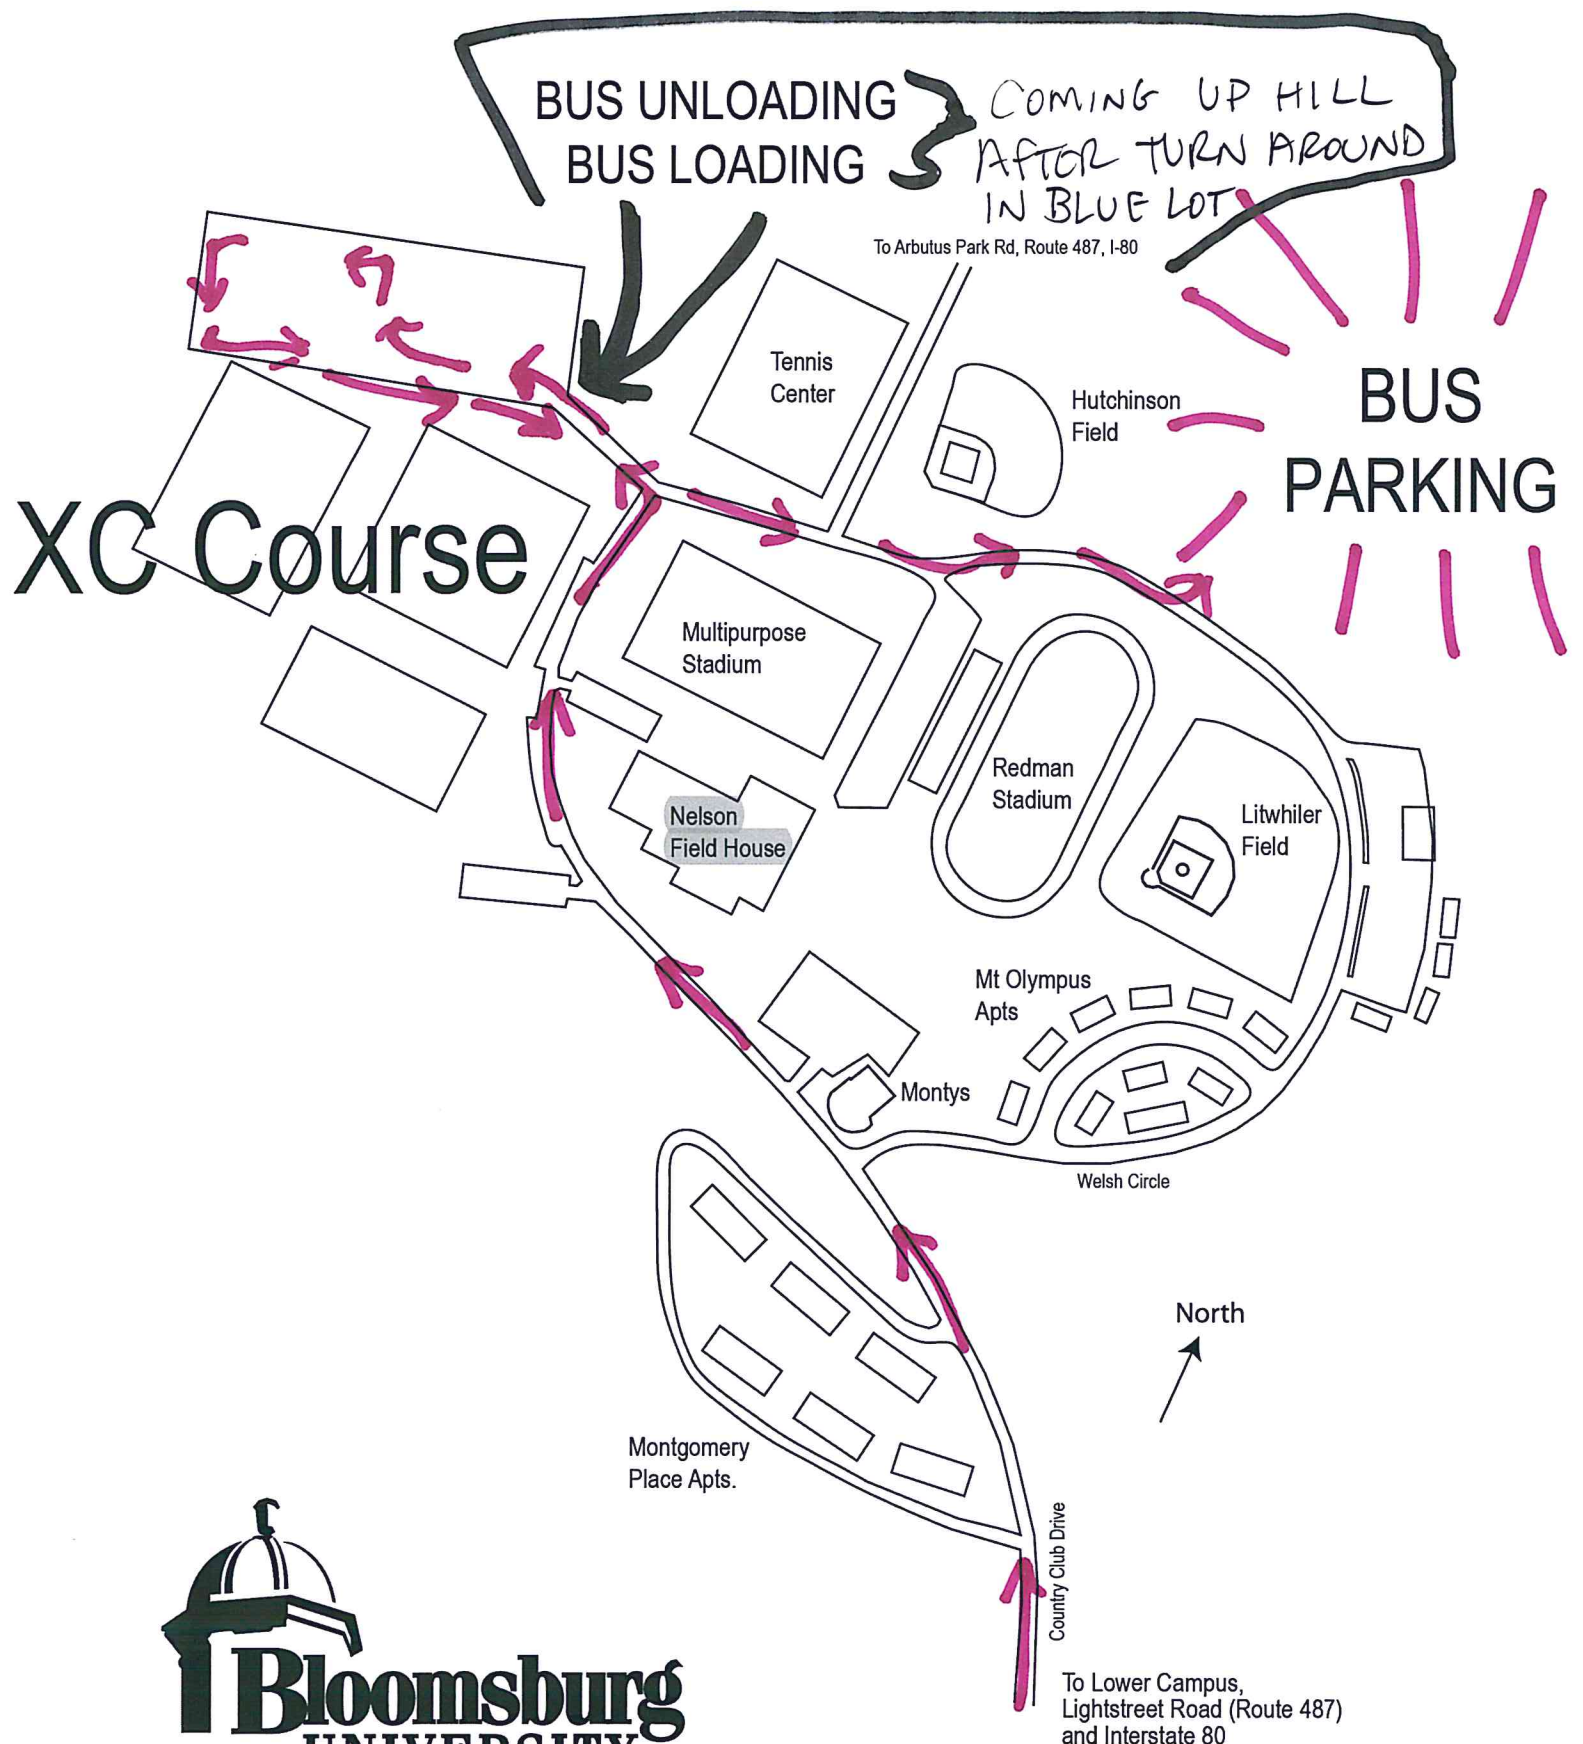 BUS UNLOADING
BUS LOADING
COMING UP HILL
AFTER TURN AROUND
IN BLUE LOT
To Arbutus Park Rd, Route 487, I-80
Tennis
Center
Hutchinson
Field
BUS
PARKING
XC Course
Multipurpose
Stadium
Redman
Stadium
Nelson
Field House
Litwhiler
Field
Mt Olympus
Apts
Montys
Welsh Circle
North
Montgomery
Place Apts.
Country Club Drive
Bloomsburg
UNIVERSITY
To Lower Campus,
Lightstreet Road (Route 487)
and Interstate 80